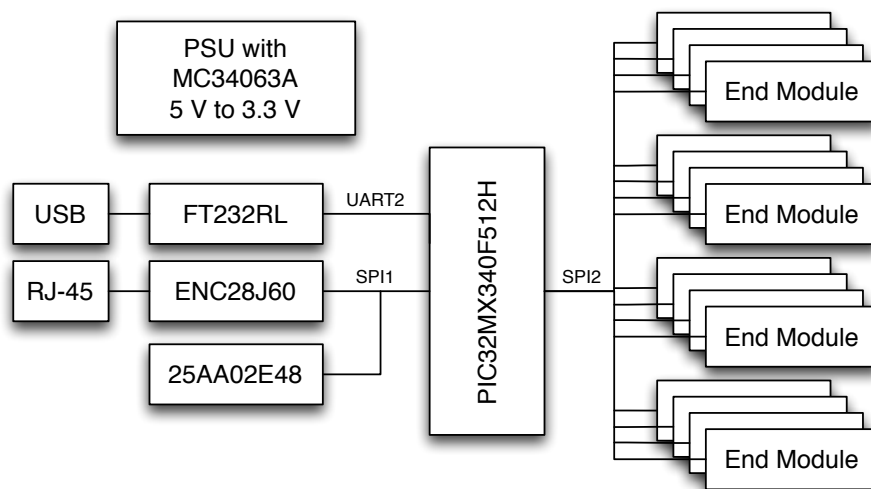 PSU with
MC34063A
5 V to 3.3 V
End Module
End Module
USB
FT232RL
UART2
RJ-45
ENC28J60
SPI1
PIC32MX340F512H
SPI2
End Module
25AA02E48
End Module